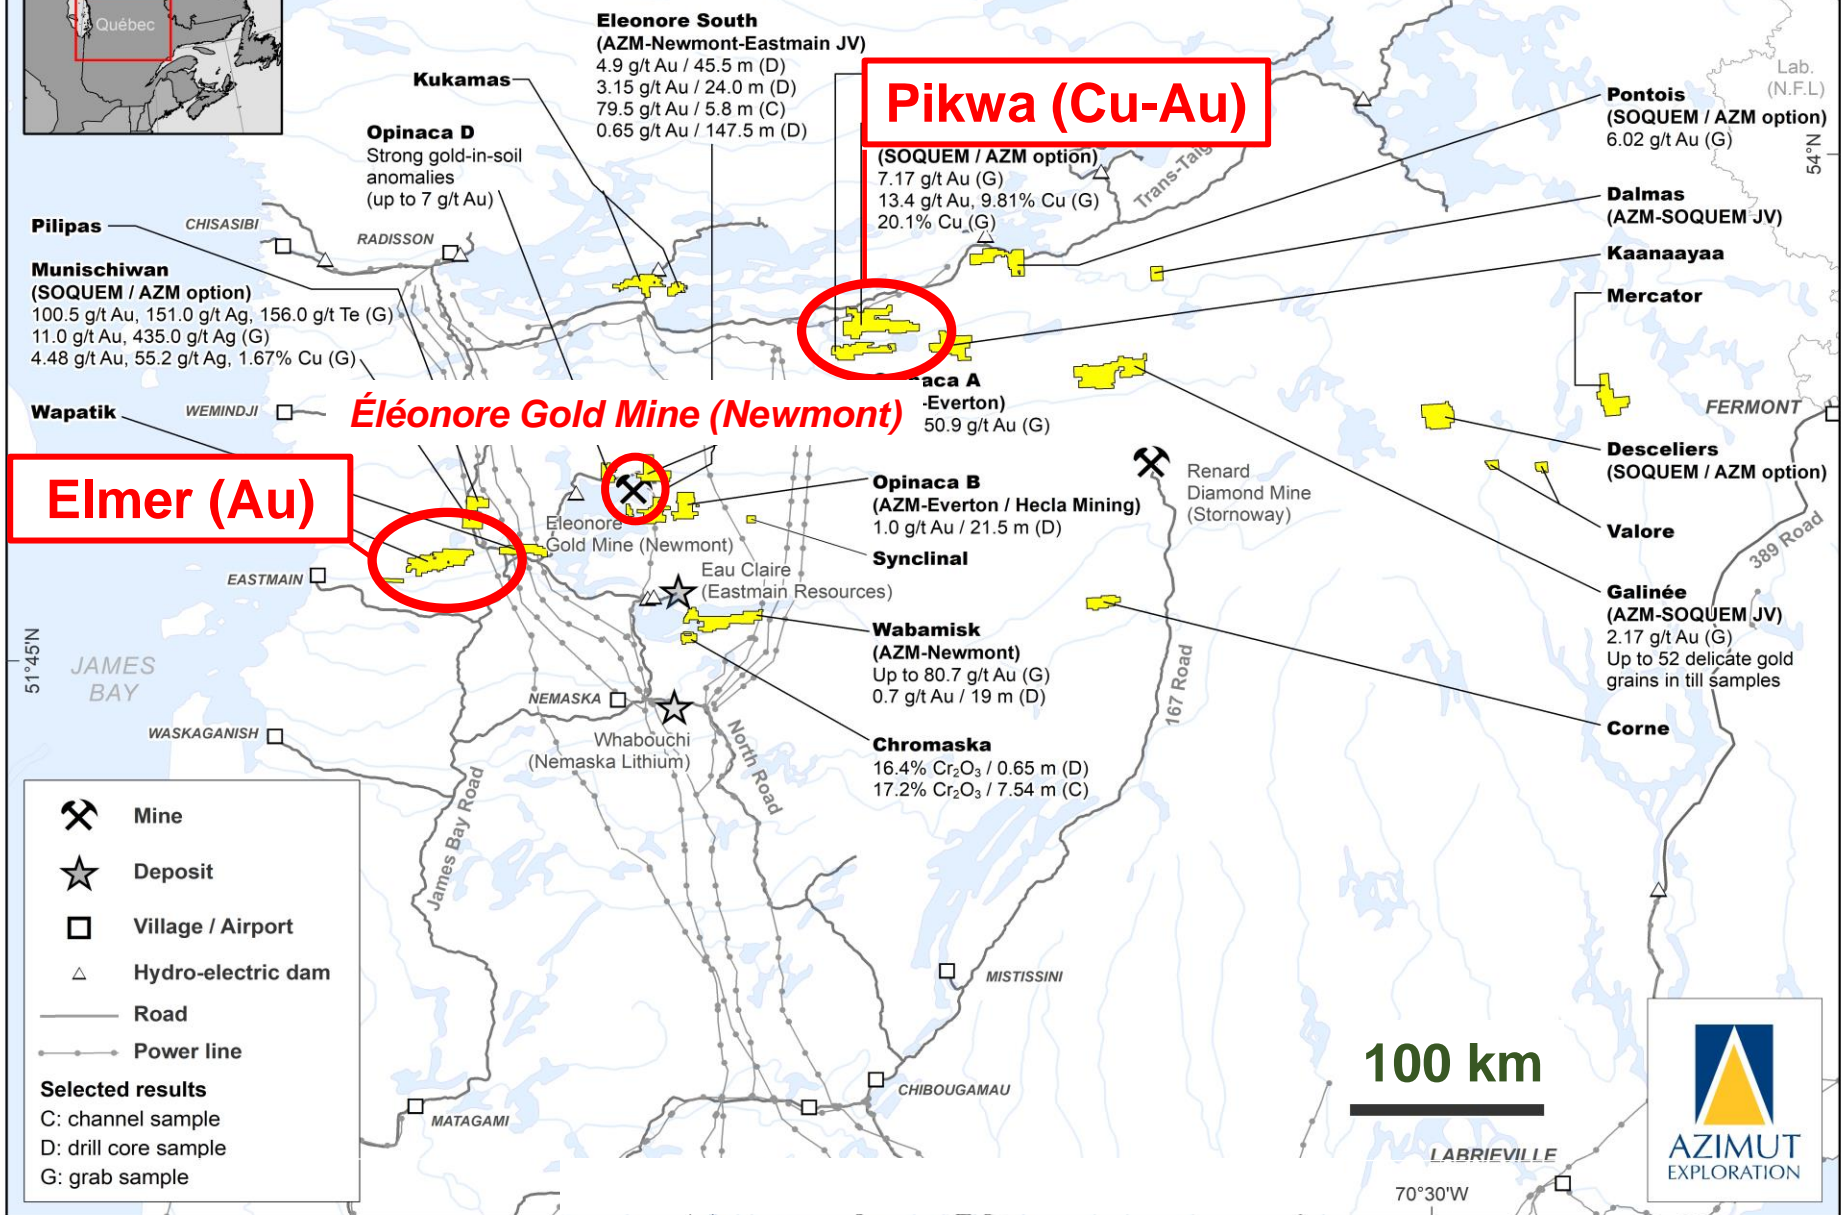 Québec
Eleonore South
(AZM-Newmont-Eastmain JV)
4.9 g/t Au / 45.5 m (D)
3.15 g/t Au / 24.0 m (D)
79.5 g/t Au / 5.8 m (C)
0.65 g/t Au / 147.5 m (D)
Kukamas
Opinaca D
Strong gold-in-soil
anomalies
(up to 7 g/t Au)
Pikwa (Cu-Au)
(SOQUEM / AZM option)
7.17 g/t Au (G)
13.4 g/t Au, 9.81% Cu (G)
20.1% Cu (G)
Lab.
(N.F.L)
54°N
Pontois
(SOQUEM / AZM option)
6.02 g/t Au (G)
Dalmas
(AZM-SOQUEM JV)
Kaanaayaa
Mercator
Pilipas
CHISASIBI
RADISSON
Munischiwan
(SOQUEM / AZM option)
100.5 g/t Au, 151.0 g/t Ag, 156.0 g/t Te (G)
11.0 g/t Au, 435.0 g/t Ag (G)
4.48 g/t Au, 55.2 g/t Ag, 1.67% Cu (G)
Wapatik
WEMINDJI
Éléonore Gold Mine (Newmont)
aca A
-Everton)
50.9 g/t Au (G)
FERMONT
Desceliers
(SOQUEM / AZM option)
Elmer (Au)
Eleonore
Gold Mine (Newmont)
Opinaca B
(AZM-Everton / Hecla Mining)
1.0 g/t Au / 21.5 m (D)
Renard
Diamond Mine
(Stornoway)
Valore
389 Road
Synclinal
EASTMAIN
Eau Claire
(Eastmain Resources)
Galinée
(AZM-SOQUEM JV)
2.17 g/t Au (G)
Up to 52 delicate gold
grains in till samples
Wabamisk
(AZM-Newmont)
Up to 80.7 g/t Au (G)
0.7 g/t Au / 19 m (D)
51°45'N
JAMES
BAY
NEMASKA
167 Road
WASKAGANISH
Whabouchi
(Nemaska Lithium)
North Road
Corne
Chromaska
16.4% Cr₂O₃ / 0.65 m (D)
17.2% Cr₂O₃ / 7.54 m (C)
James Bay Road
Mine
Deposit
Village / Airport
Hydro-electric dam
Road
Power line
Selected results
C: channel sample
D: drill core sample
G: grab sample
MISTISSINI
CHIBOUGAMAU
MATAGAMI
100 km
LABRIEVILLE
70°30'W
AZIMUT
EXPLORATION